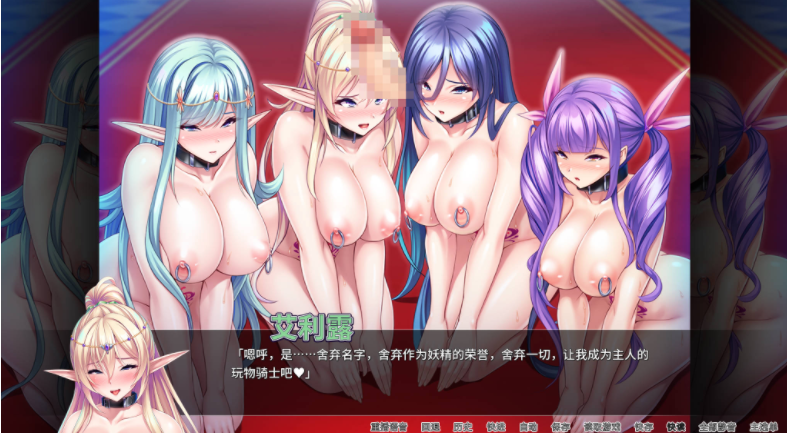 艾利露
「嗯呼，是……舍弃名字，舍弃作为妖精的荣誉，舍弃一切，让我成为主人的
玩物骑士吧♥」
重播语音 回退 历史 快进 自动 保存 读取游戏 快存 快读 全部静音 主选单